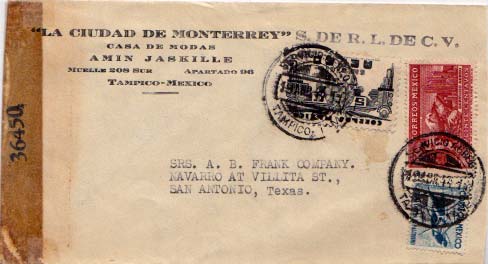 "LA CIUDAD DE MONTERREY" S. DE R. L. DE C. V.
CASA DE MODAS
AMIN JASKILLE
MUELLE 208 SUR APARTADO 96
TAMPICO-MEXICO
36450
SRS. A. B. FRANK COMPANY.
NAVARRO AT VILLITA ST.,
SAN ANTONIO, Texas.
CORREOS MEXICO
TAMPICO,
MEXICO